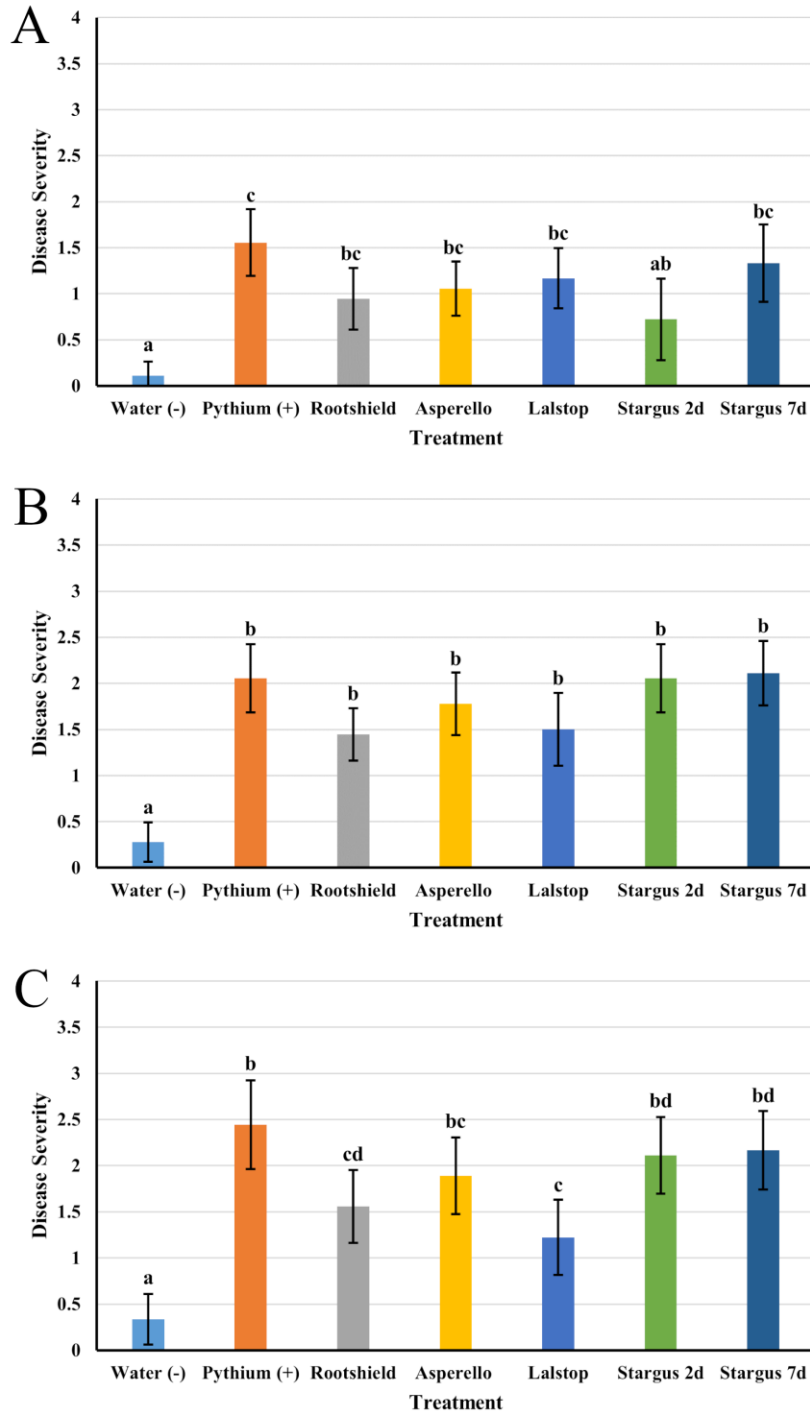 A
4
3.5
3
2.5
2
1.5
1
0.5
0
Disease Severity
a
c
bc
bc
bc
ab
bc
Water (-) Pythium (+) Rootshield Asperello Lalstop Stargus 2d Stargus 7d
Treatment
B
4
3.5
3
2.5
2
1.5
1
0.5
0
Disease Severity
a
b
b
b
b
b
b
Water (-) Pythium (+) Rootshield Asperello Lalstop Stargus 2d Stargus 7d
Treatment
C
4
3.5
3
2.5
2
1.5
1
0.5
0
Disease Severity
a
b
cd
bc
c
bd
bd
Water (-) Pythium (+) Rootshield Asperello Lalstop Stargus 2d Stargus 7d
Treatment